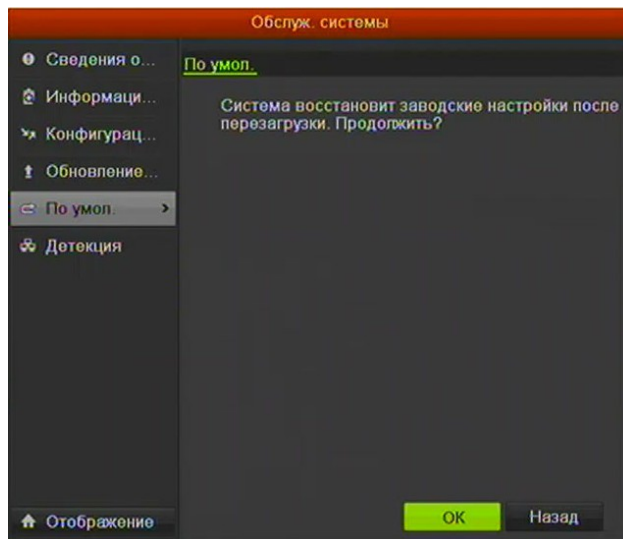 Обслуж. системы
Сведения о...
Информаци...
Конфигурац...
Обновление...
По умол.
Детекция
Отображение
По умол.
Система восстановит заводские настройки после
перезагрузки. Продолжить?
OK
Назад